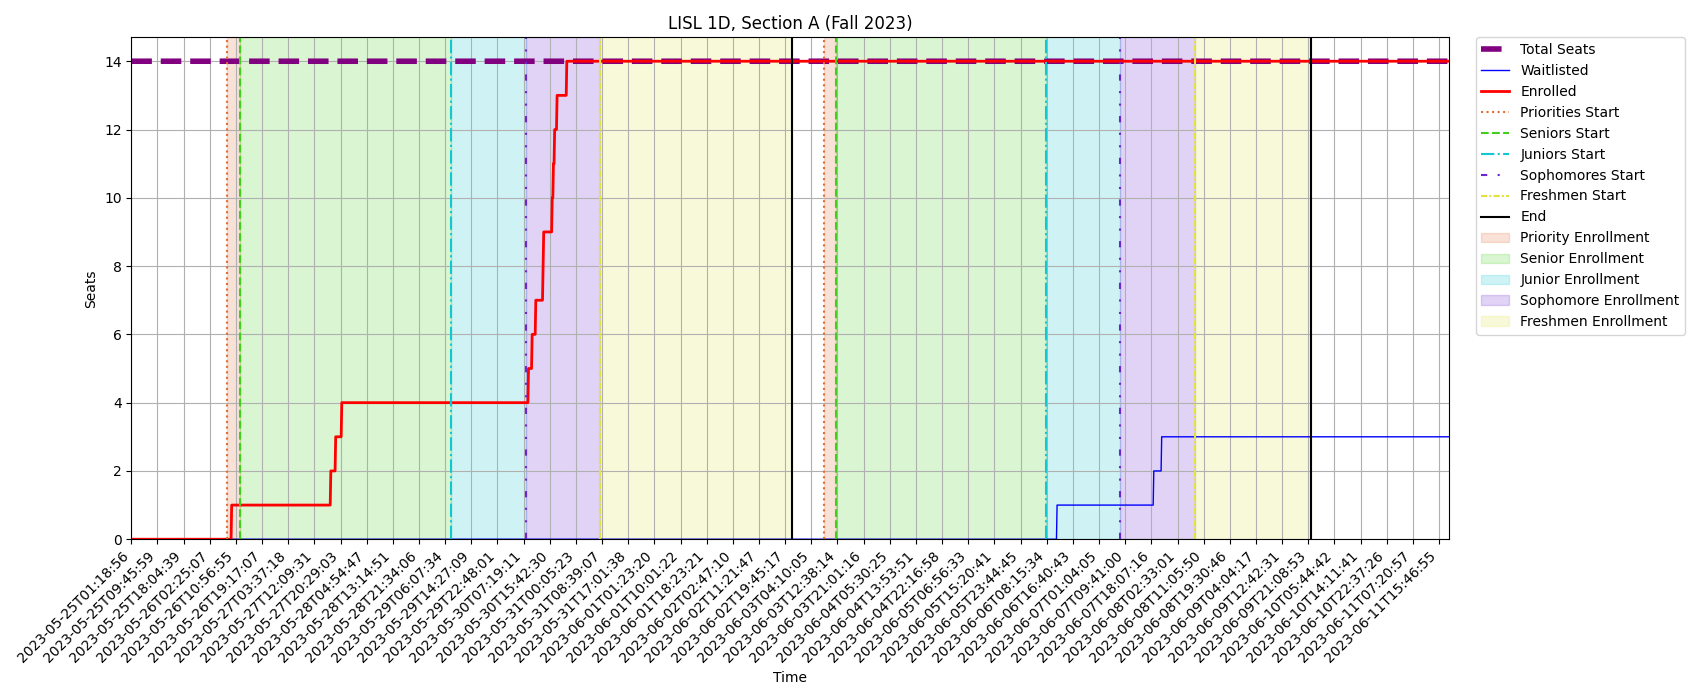 LISL 1D, Section A (Fall 2023)
Seats
14
12
10
8
6
4
2
0
2023-05-25T01:18:56
2023-05-25T09:45:59
2023-05-25T18:04:39
2023-05-26T02:25:07
2023-05-26T10:56:55
2023-05-26T19:17:07
2023-05-27T03:37:18
2023-05-27T12:09:31
2023-05-27T20:29:03
2023-05-28T04:54:47
2023-05-28T13:14:51
2023-05-28T21:34:06
2023-05-29T06:07:34
2023-05-29T14:27:09
2023-05-29T22:48:01
2023-05-30T07:19:11
2023-05-30T15:42:30
2023-05-31T00:05:23
2023-05-31T08:39:07
2023-05-31T17:01:38
2023-06-01T01:23:20
2023-06-01T10:01:22
2023-06-01T18:23:21
2023-06-02T02:47:10
2023-06-02T11:21:47
2023-06-02T19:45:17
2023-06-03T04:10:05
2023-06-03T12:38:14
2023-06-03T21:01:16
2023-06-04T05:30:25
2023-06-04T13:53:51
2023-06-04T22:16:58
2023-06-05T06:56:33
2023-06-05T15:20:41
2023-06-05T23:44:45
2023-06-06T08:15:34
2023-06-06T16:40:43
2023-06-07T01:04:05
2023-06-07T09:41:00
2023-06-07T18:07:16
2023-06-08T02:33:01
2023-06-08T11:05:50
2023-06-08T19:30:46
2023-06-09T04:04:17
2023-06-09T12:42:31
2023-06-09T21:08:53
2023-06-10T05:44:42
2023-06-10T14:11:41
2023-06-10T22:37:26
2023-06-11T07:20:57
2023-06-11T15:46:55
Time
Total Seats
Waitlisted
Enrolled
Priorities Start
Seniors Start
Juniors Start
Sophomores Start
Freshmen Start
End
Priority Enrollment
Senior Enrollment
Junior Enrollment
Sophomore Enrollment
Freshmen Enrollment